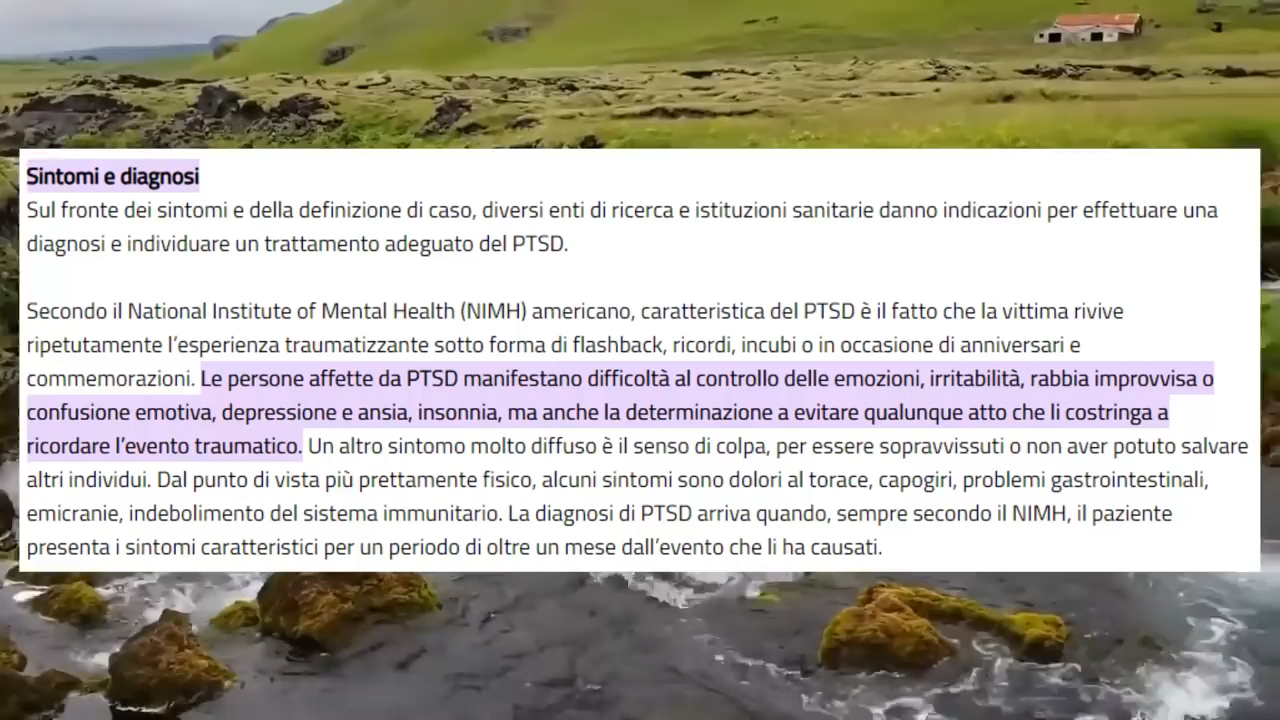 Sintomi e diagnosi
Sul fronte dei sintomi e della definizione di caso, diversi enti di ricerca e istituzioni sanitarie danno indicazioni per effettuare una
diagnosi e individuare un trattamento adeguato del PTSD.
Secondo il National Institute of Mental Health (NIMH) americano, caratteristica del PTSD è il fatto che la vittima rivive
ripetutamente l’esperienza traumatizzante sotto forma di flashback, ricordi, incubi o in occasione di anniversari e
commemorazioni. Le persone affette da PTSD manifestano difficoltà al controllo delle emozioni, irritabilità, rabbia improvvisa o
confusione emotiva, depressione e ansia, insonnia, ma anche la determinazione a evitare qualunque atto che li costringa a
ricordare l’evento traumatico. Un altro sintomo molto diffuso è il senso di colpa, per essere sopravvissuti o non aver potuto salvare
altri individui. Dal punto di vista più prettamente fisico, alcuni sintomi sono dolori al torace, capogiri, problemi gastrointestinali,
emicranie, indebolimento del sistema immunitario. La diagnosi di PTSD arriva quando, sempre secondo il NIMH, il paziente
presenta i sintomi caratteristici per un periodo di oltre un mese dall’evento che li ha causati.